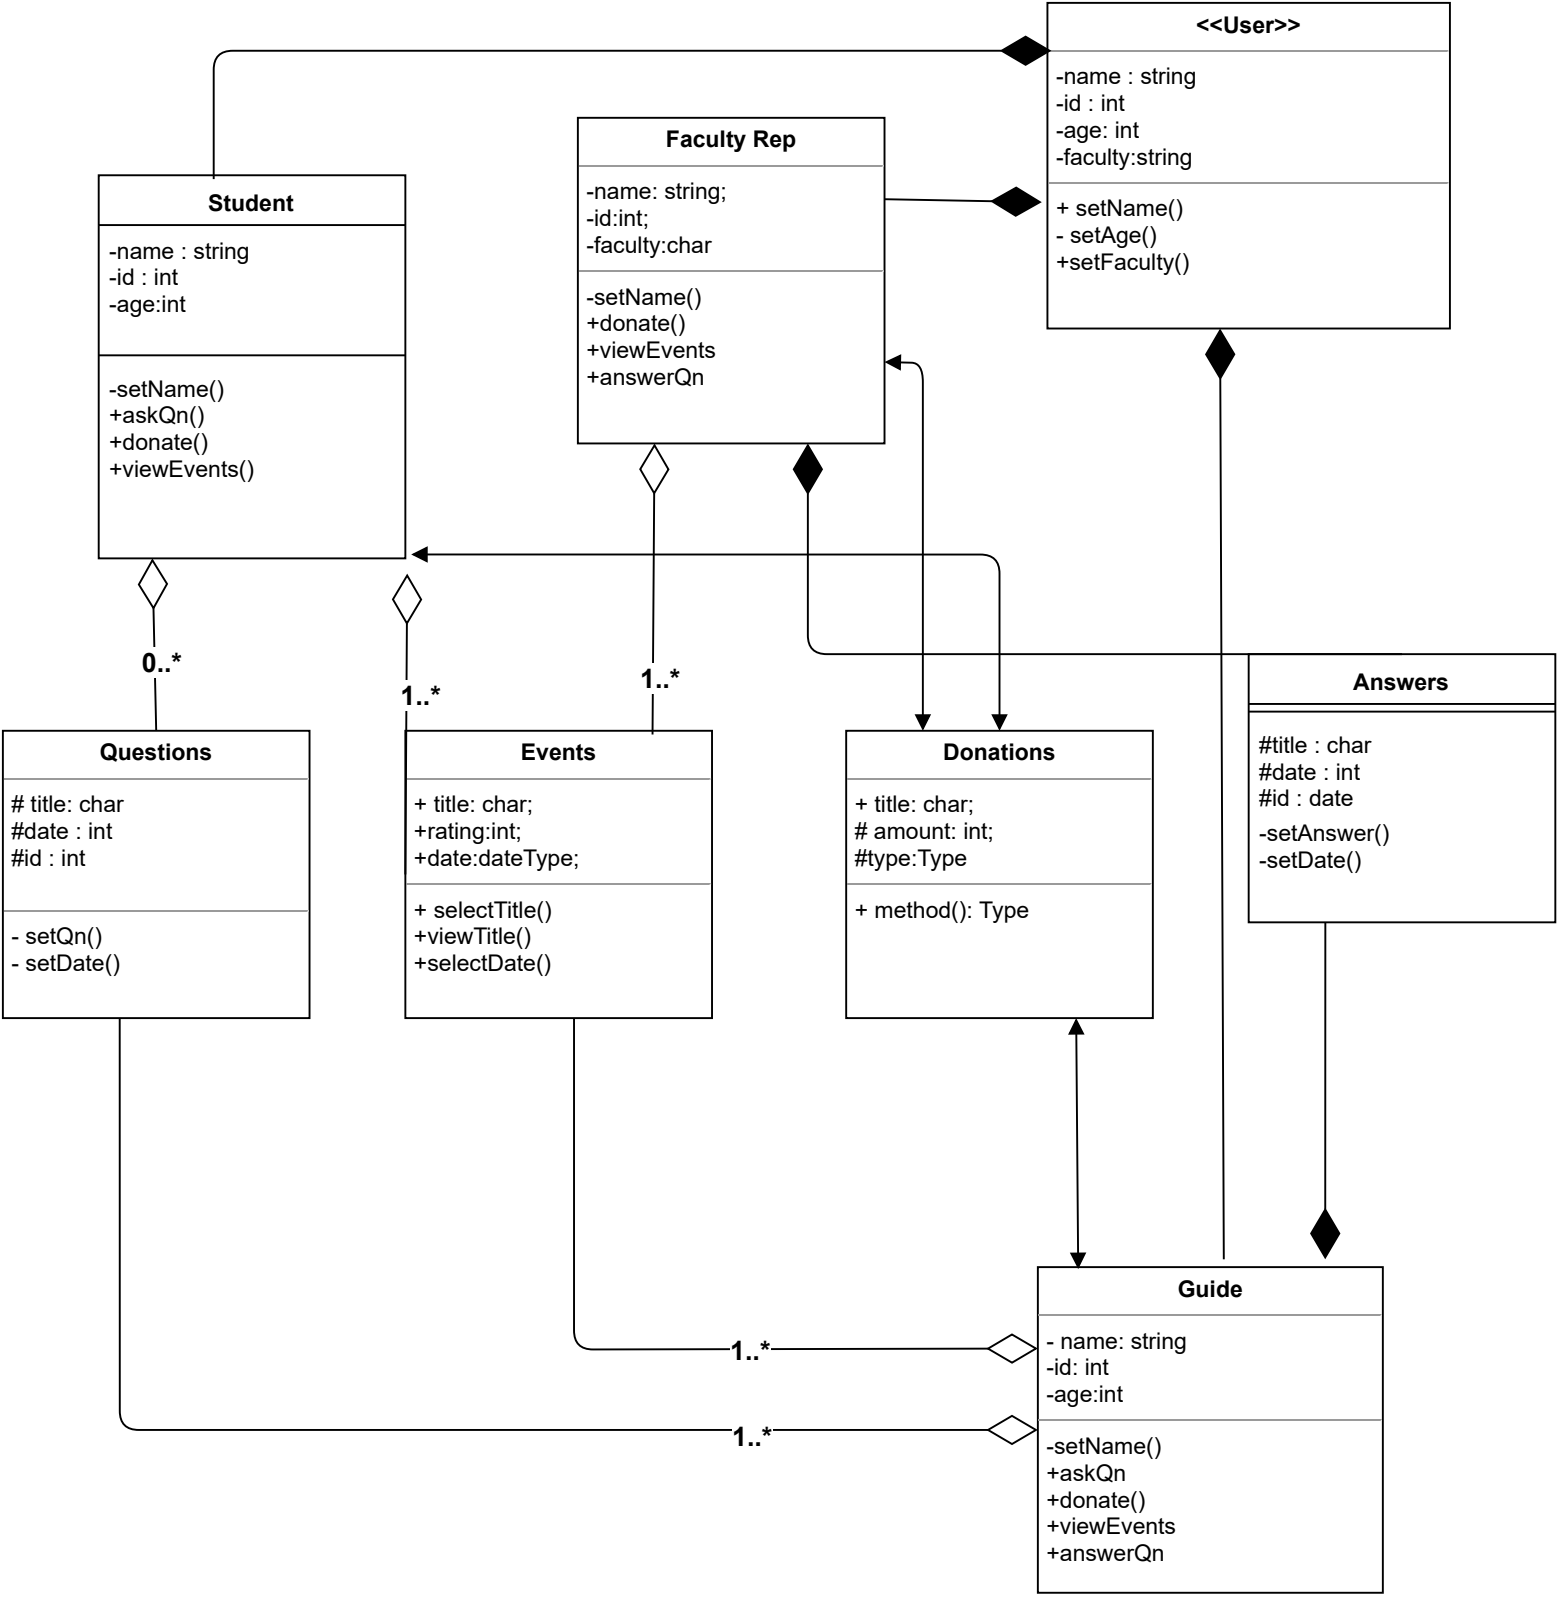 <<User>>
-name : string
-id : int
-age: int
-faculty:string
+ setName()
- setAge()
+setFaculty()
Faculty Rep
-name: string;
-id:int;
-faculty:char
-setName()
+donate()
+viewEvents
+answerQn
Student
-name : string
-id : int
-age:int
-setName()
+askQn()
+donate()
+viewEvents()
0..*
1..*
1..*
Questions
# title: char
#date : int
#id : int
- setQn()
- setDate()
Events
+ title: char;
+rating:int;
+date:dateType;
+ selectTitle()
+viewTitle()
+selectDate()
Donations
+ title: char;
# amount: int;
#type:Type
+ method(): Type
Answers
#title : char
#date : int
#id : date
-setAnswer()
-setDate()
1..*
1..*
Guide
- name: string
-id: int
-age:int
-setName()
+askQn
+donate()
+viewEvents
+answerQn